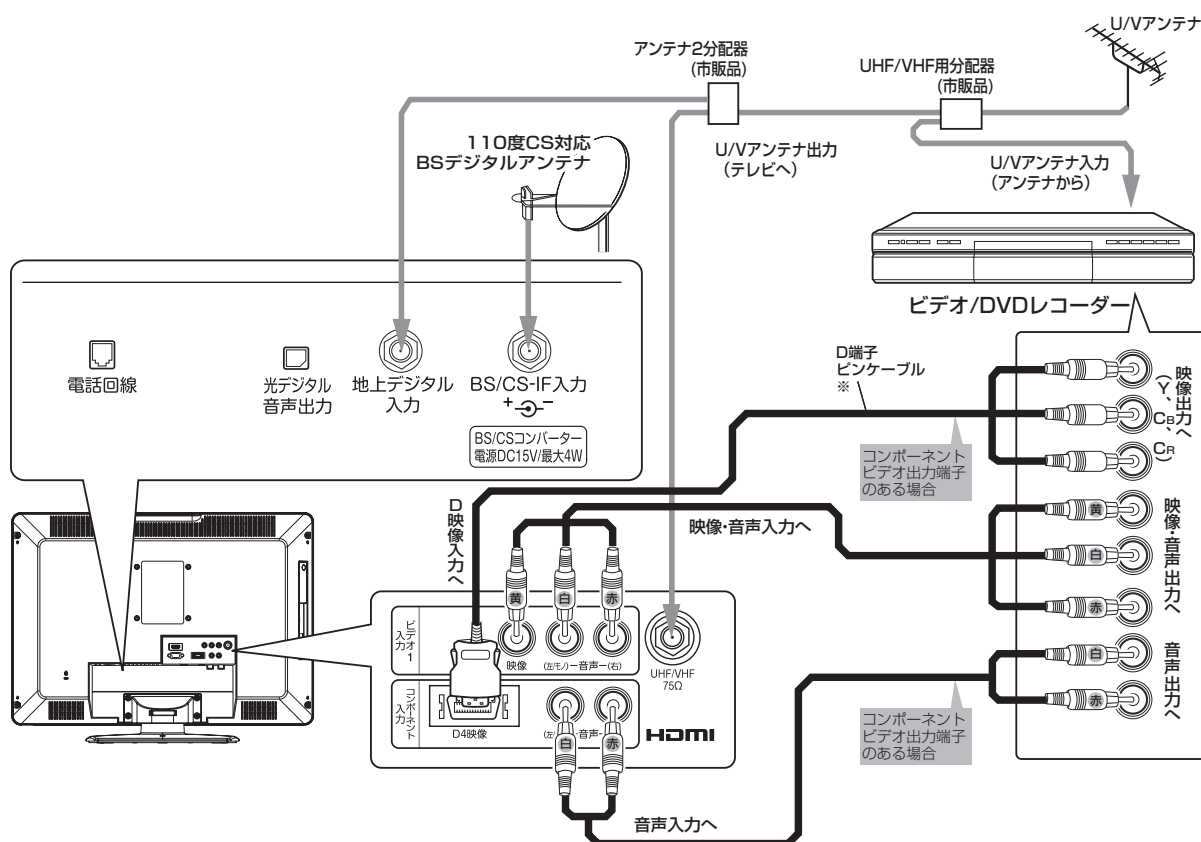 U/Vアンテナ
アンテナ2分配器
(市販品)
UHF/VHF用分配器
(市販品)
110度CS対応
BSデジタルアンテナ
U/Vアンテナ出力
(テレビへ)
U/Vアンテナ入力
(アンテナから)
ビデオ/DVDレコーダー
電話回線
光デジタル
音声出力
地上デジタル
入力
BS/CS-IF入力
+ -
BS/CSコンバーター
電源DC15V/最大4W
D端子
ピンケーブル
※
映像出力へ
(Y、CB、CR)
コンポーネント
ビデオ出力端子
のある場合
D映像入力へ
映像・音声入力へ
黄
白
赤
映像・音声出力へ
黄
白
赤
ビデオ
入力1
映像
(左/モノ)ー音声ー(右)
UHF/VHF
75Ω
コンポーネント
入力
D4映像
(左/
音声
HDMI
白
赤
音声出力へ
白
赤
コンポーネント
ビデオ出力端子
のある場合
音声入力へ